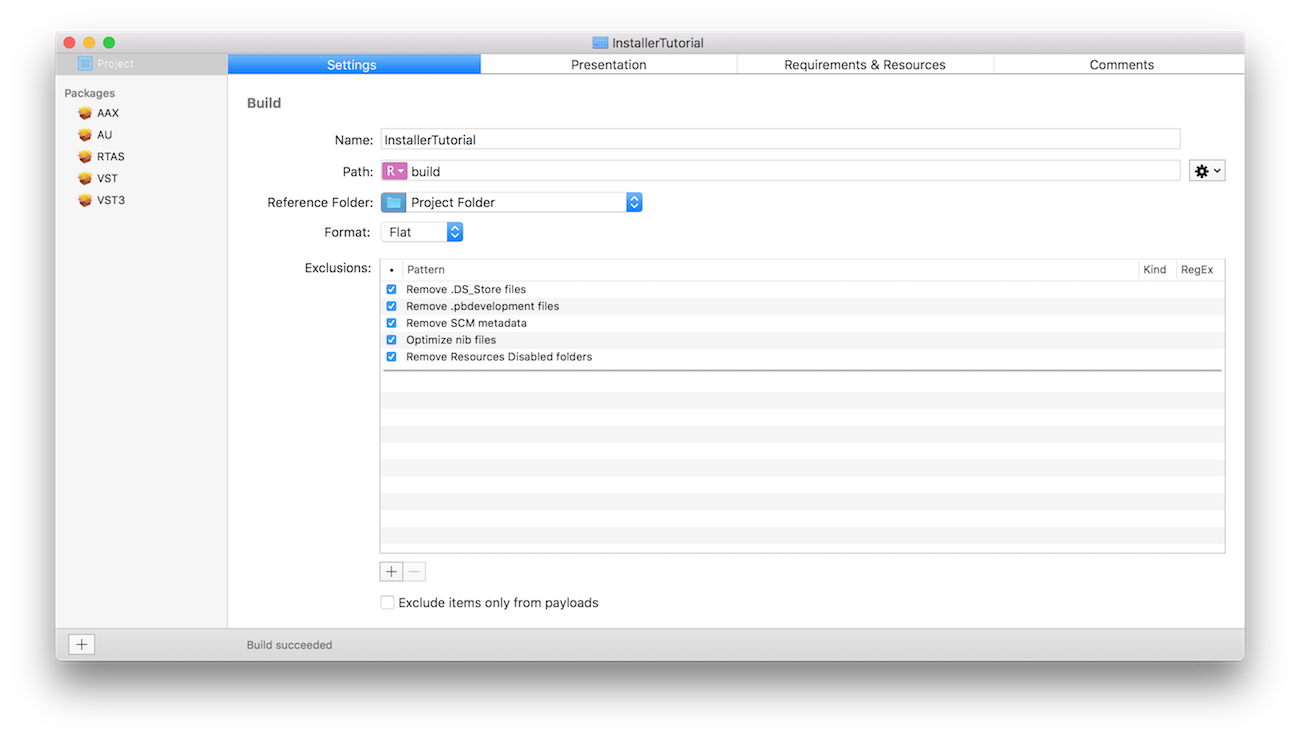 InstallerTutorial
Project
Settings
Presentation
Requirements & Resources
Comments
Packages
AAX
AU
RTAS
VST
VST3
Build
Name: InstallerTutorial
Path: R build
Reference Folder: Project Folder
Format: Flat
Exclusions:
• Pattern Kind RegEx
Remove .DS_Store files
Remove .pbdevelopment files
Remove SCM metadata
Optimize nib files
Remove Resources Disabled folders
+ −
Exclude items only from payloads
+ Build succeeded